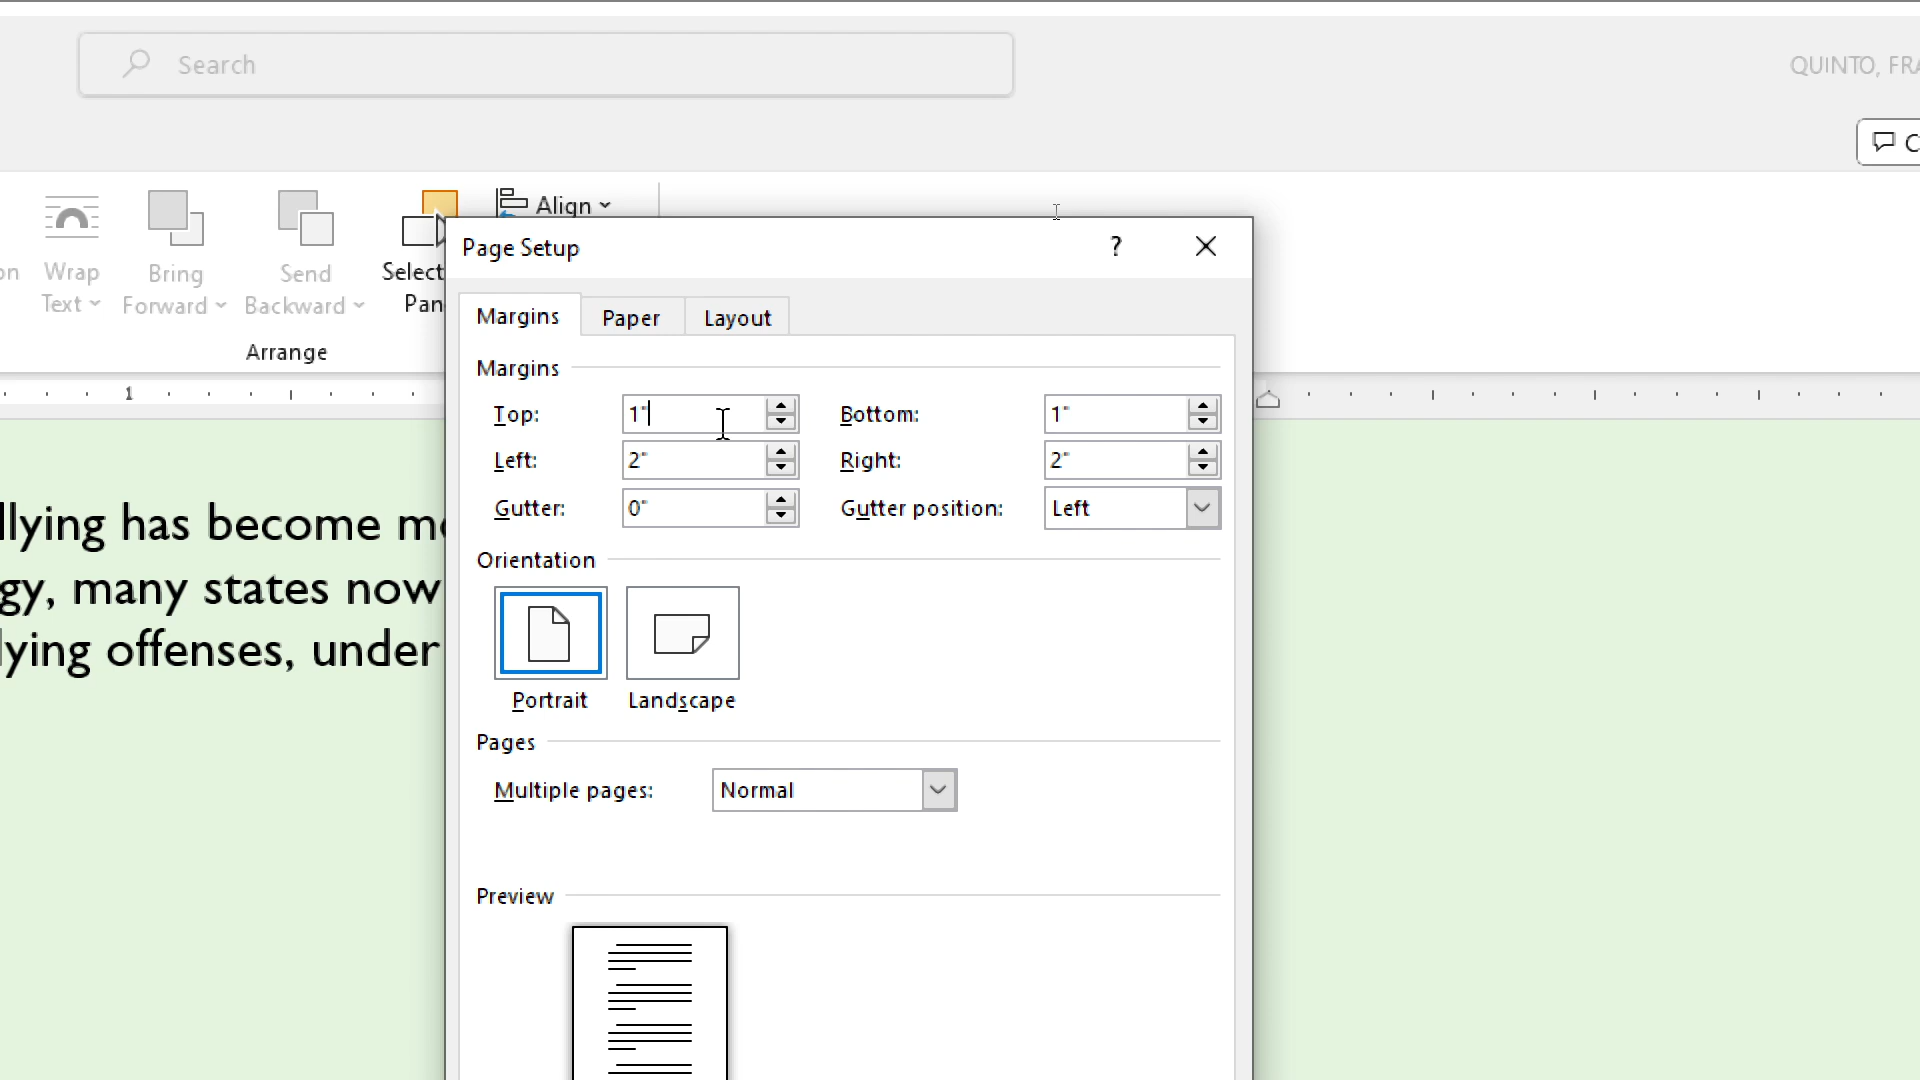 Search
QUINTO, FRA
Align
Wrap
Text
Bring
Forward
Send
Backward
Select
Pan
Arrange
1
Page Setup
?
Margins
Paper
Layout
Margins
Top: 1" Bottom: 1"
Left: 2" Right: 2"
Gutter: 0" Gutter position: Left
Orientation
Portrait Landscape
Pages
Multiple pages: Normal
Preview
llying has become mo
gy, many states now
lying offenses, under